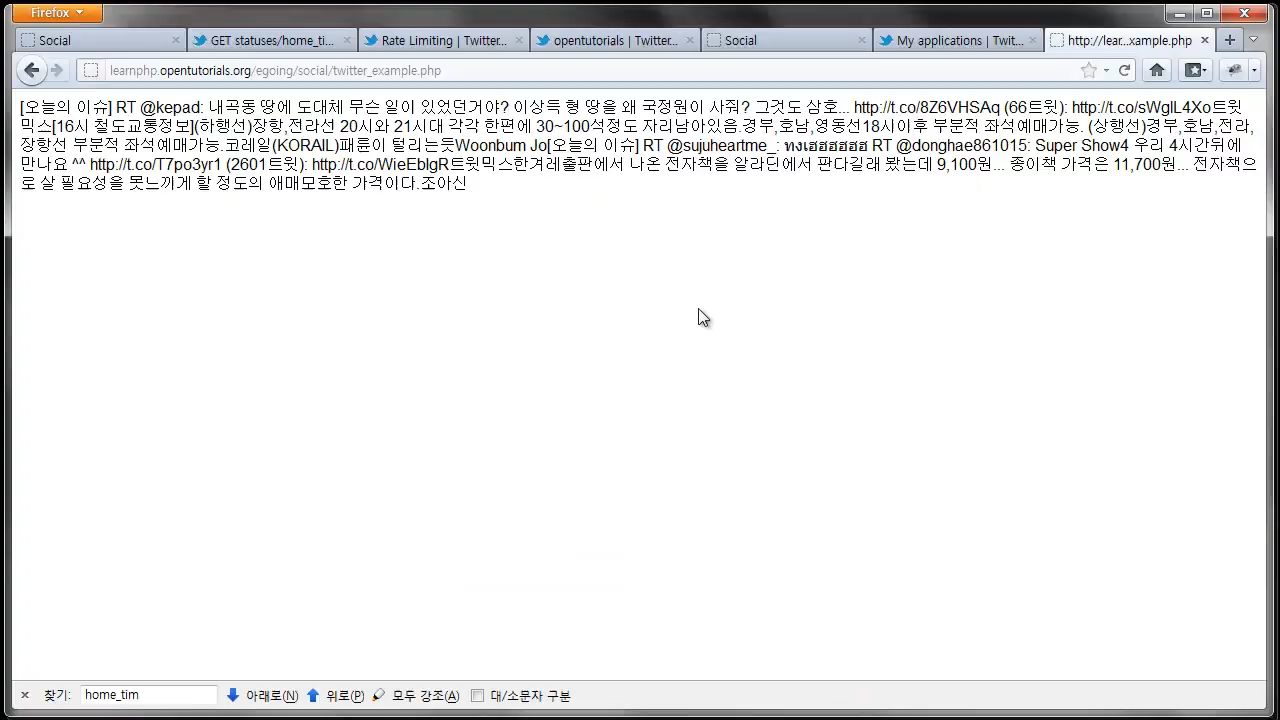 Firefox
Social
GET statuses/home_ti...
Rate Limiting | Twitter...
opentutorials | Twitter...
Social
My applications | Twit...
http://lear...xample.php
learnphp.opentutorials.org/egoing/social/twitter_example.php
[오늘의 이슈] RT @kepad: 내곡동 땅에 도대체 무슨 일이 있었던거야? 이상득 형 땅을 왜 국정원이 사줘? 그것도 삼호... http://t.co/8Z6VHSAq (66트윗): http://t.co/sWglL4Xo트윗
믹스[16시 철도교통정보](하행선)장항,전라선 20시와 21시대 각각 한편에 30~100석정도 자리남아있음.경부,호남,영동선18시이후 부분적 좌석예매가능. (상행선)경부,호남,전라,
장항선 부분적 좌석예매가능.코레일(KORAIL)패튠이 털리는듯Woonbum Jo[오늘의 이슈] RT @sujuheartme_: ทงเฮฮฮฮฮฮ RT @donghae861015: Super Show4 우리 4시간뒤에
만나요 ^^ http://t.co/T7po3yr1 (2601트윗): http://t.co/WieEblgR트윗믹스한겨레출판에서 나온 전자책을 알라딘에서 판다길래 봤는데 9,100원... 종이책 가격은 11,700원... 전자책으
로 살 필요성을 못느끼게 할 정도의 애매모호한 가격이다.조아신
찾기: home_tim 아래로(N) 위로(P) 모두 강조(A) 대/소문자 구분